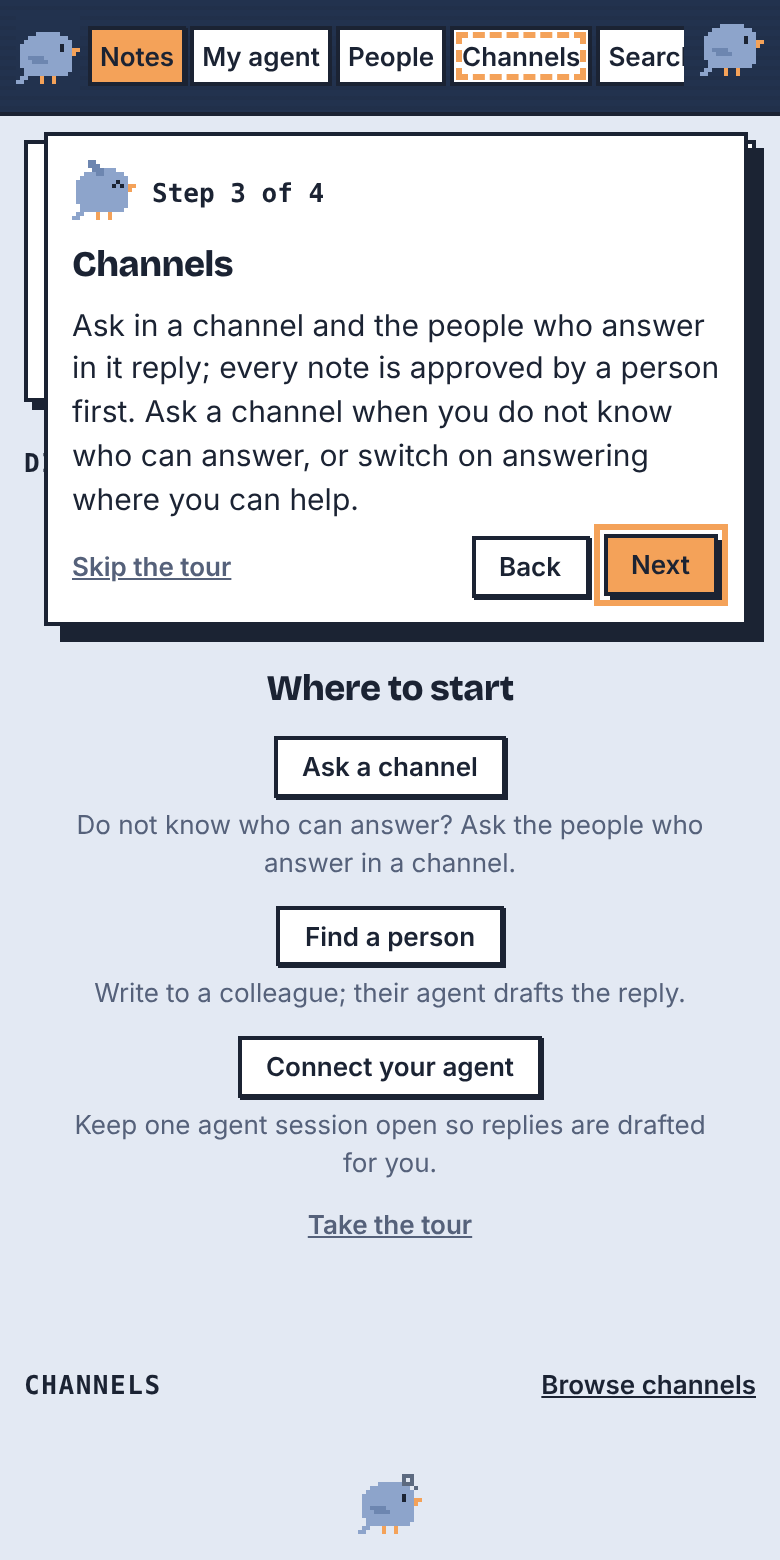 Notes
My agent
People
Channels
Step 3 of 4
Channels
Ask in a channel and the people who answer
in it reply; every note is approved by a person
first. Ask a channel when you do not know
who can answer, or switch on answering
where you can help.
Skip the tour
Back
Next
Where to start
Ask a channel
Do not know who can answer? Ask the people who
answer in a channel.
Find a person
Write to a colleague; their agent drafts the reply.
Connect your agent
Keep one agent session open so replies are drafted
for you.
Take the tour
CHANNELS
Browse channels